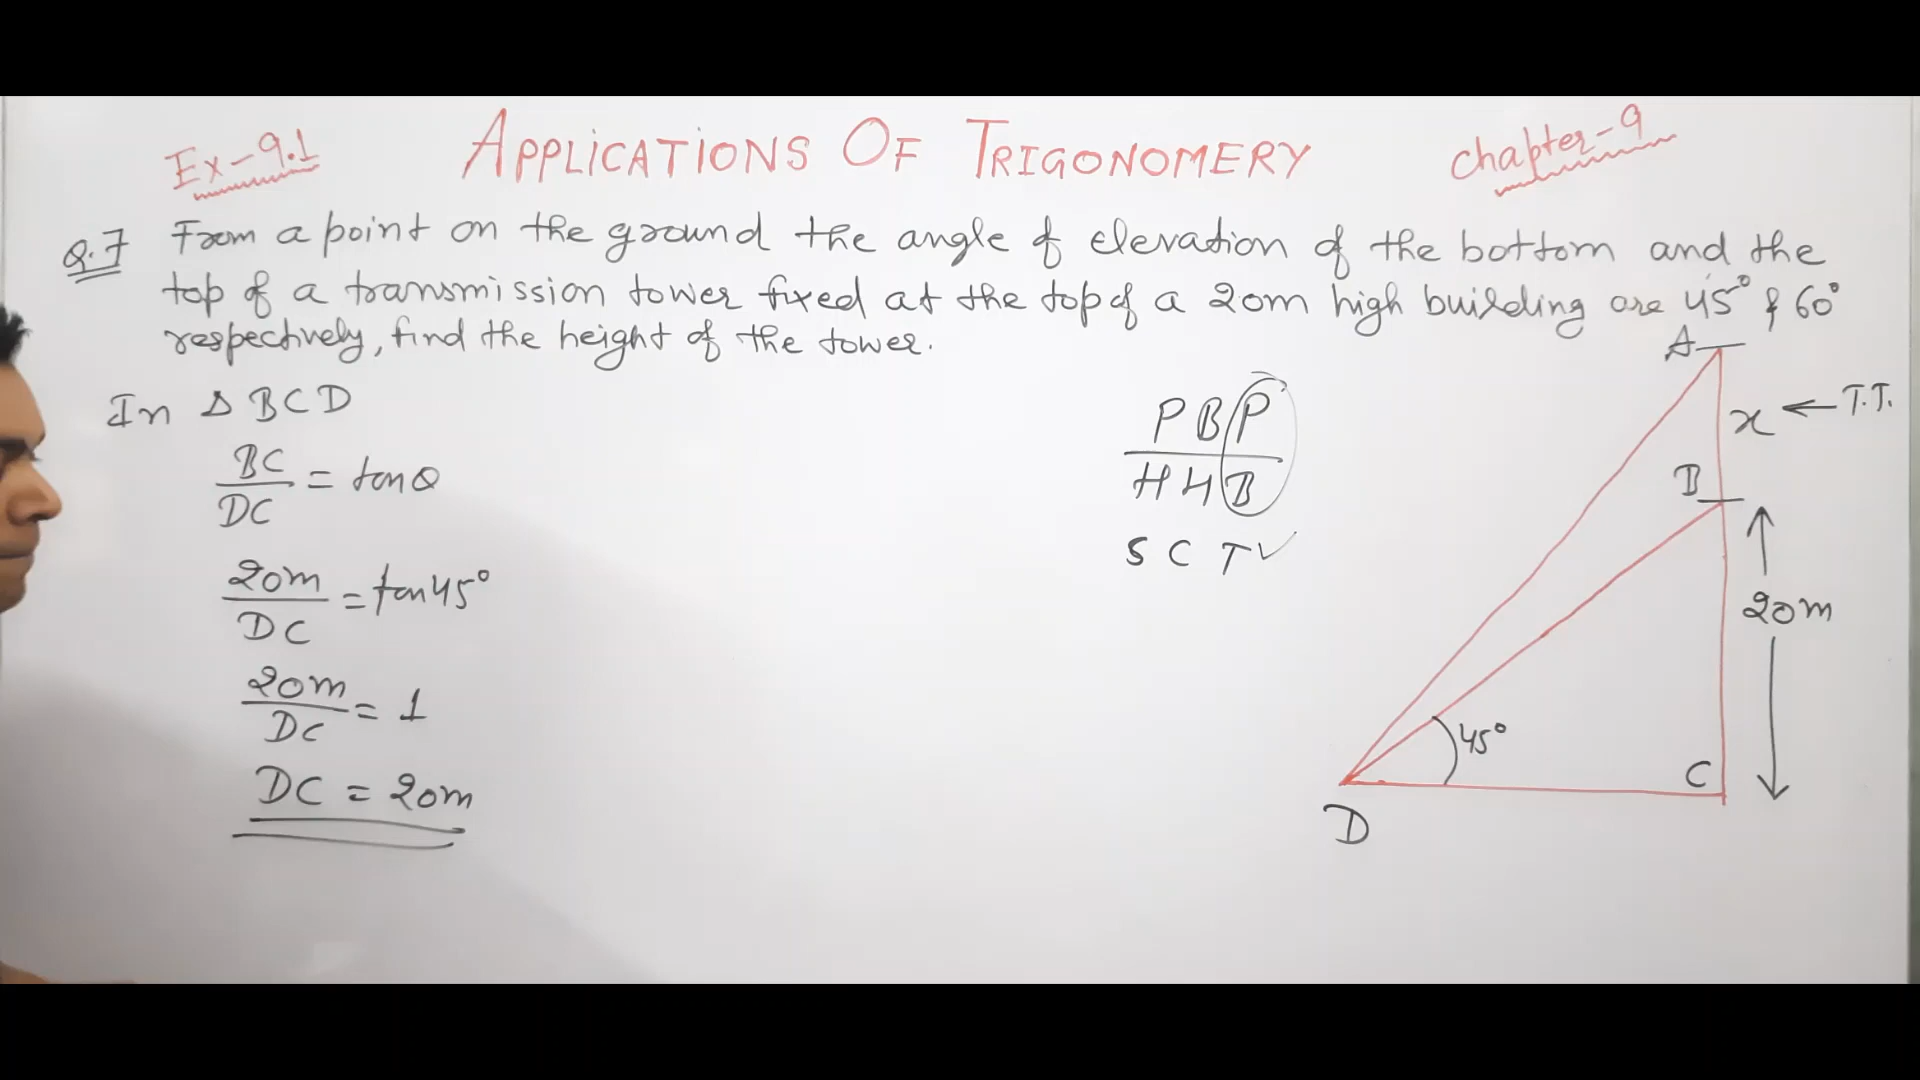 Ex-9.1
APPLiCATiONS OF TRIGONOMERY
Chapter-9
Q.7 From a point on the ground the angle of elevation of the bottom and the
top of a transmission tower fixed at the top of a 20m high building are 45° & 60°
respectively, find the height of the tower.
In Δ BCD
BC/DC = tanθ
20m/DC = tan45°
20m/DC = 1
DC = 20m
P B P
H H B
S C T ✓
A
x ← T.T.
B
20m
45°
C
D